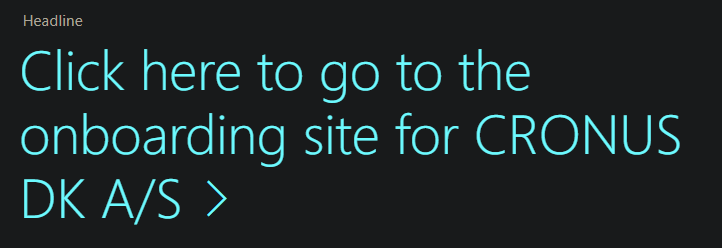 Headline
Click here to go to the
onboarding site for CRONUS
DK A/S >